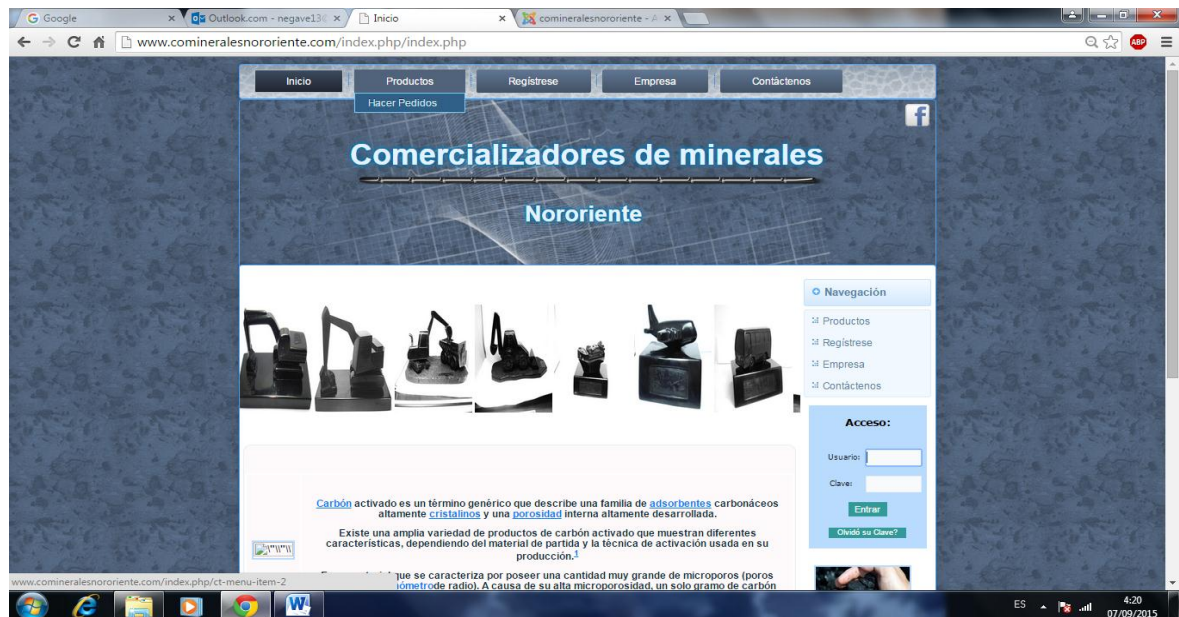 Google
Outlook.com - negave13
Inicio
comineralesnororiente - A
www.comineralesnororiente.com/index.php/index.php
ABP
Inicio
Productos
Regístrese
Empresa
Contáctenos
Hacer Pedidos
f
Comercializadores de minerales
Nororiente
Navegación
Productos
Regístrese
Empresa
Contáctenos
Acceso:
Usuario:
Clave:
Entrar
Olvidó su Clave?
Carbón activado es un término genérico que describe una familia de adsorbentes carbonáceos
altamente cristalinos y una porosidad interna altamente desarrollada.
Existe una amplia variedad de productos de carbón activado que muestran diferentes
características, dependiendo del material de partida y la técnica de activación usada en su
producción.1
que se caracteriza por poseer una cantidad muy grande de microporos (poros
ómetrode radio). A causa de su alta microporosidad, un solo gramo de carbón
www.comineralesnororiente.com/index.php/ct-menu-item-2
ES
4:20
07/09/2015